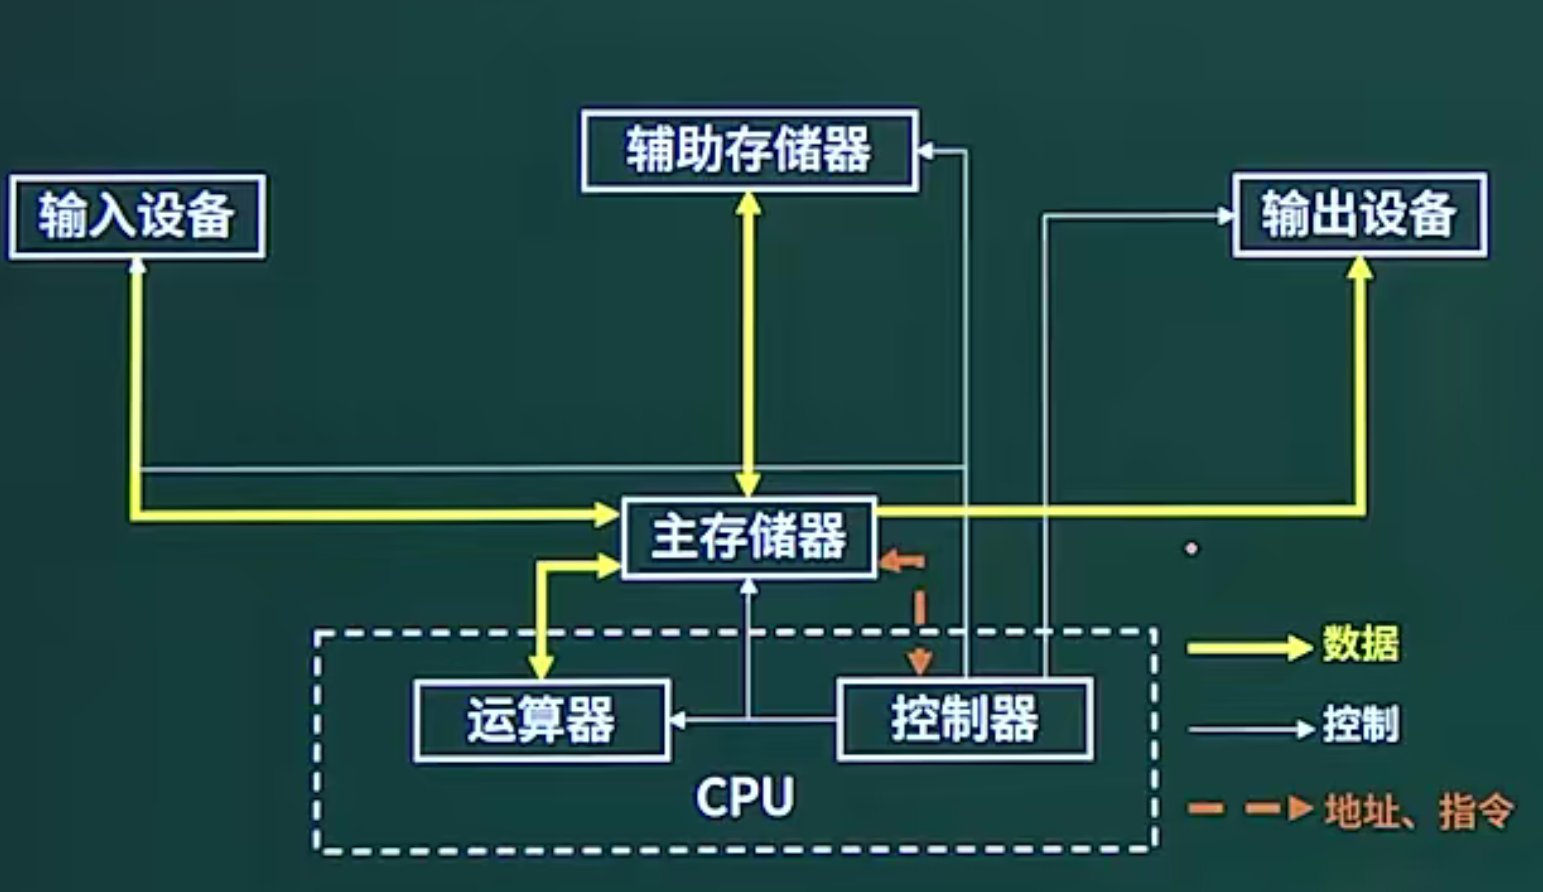 辅助存储器
输入设备
输出设备
主存储器
数据
运算器
控制器
控制
CPU
地址、指令